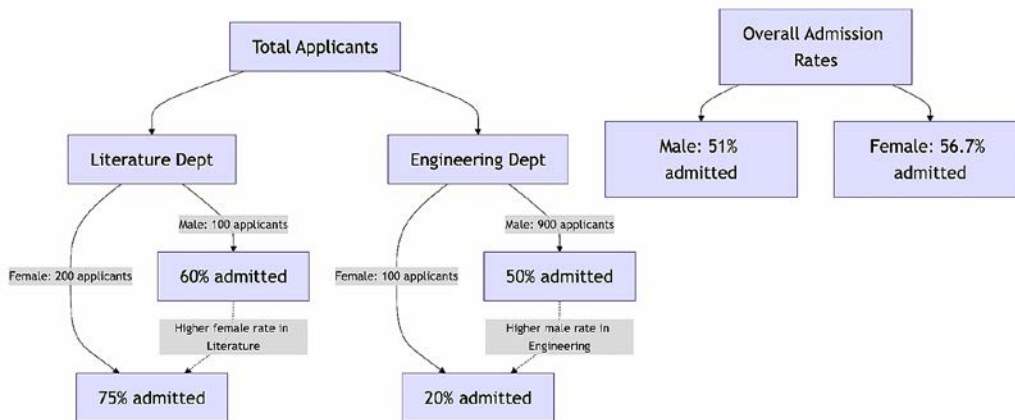 Total Applicants
Overall Admission
Rates
Literature Dept
Engineering Dept
Male: 51%
admitted
Female: 56.7%
admitted
Male: 100 applicants
Male: 900 applicants
Female: 200 applicants
60% admitted
Female: 100 applicants
50% admitted
Higher female rate in
Literature
Higher male rate in
Engineering
75% admitted
20% admitted